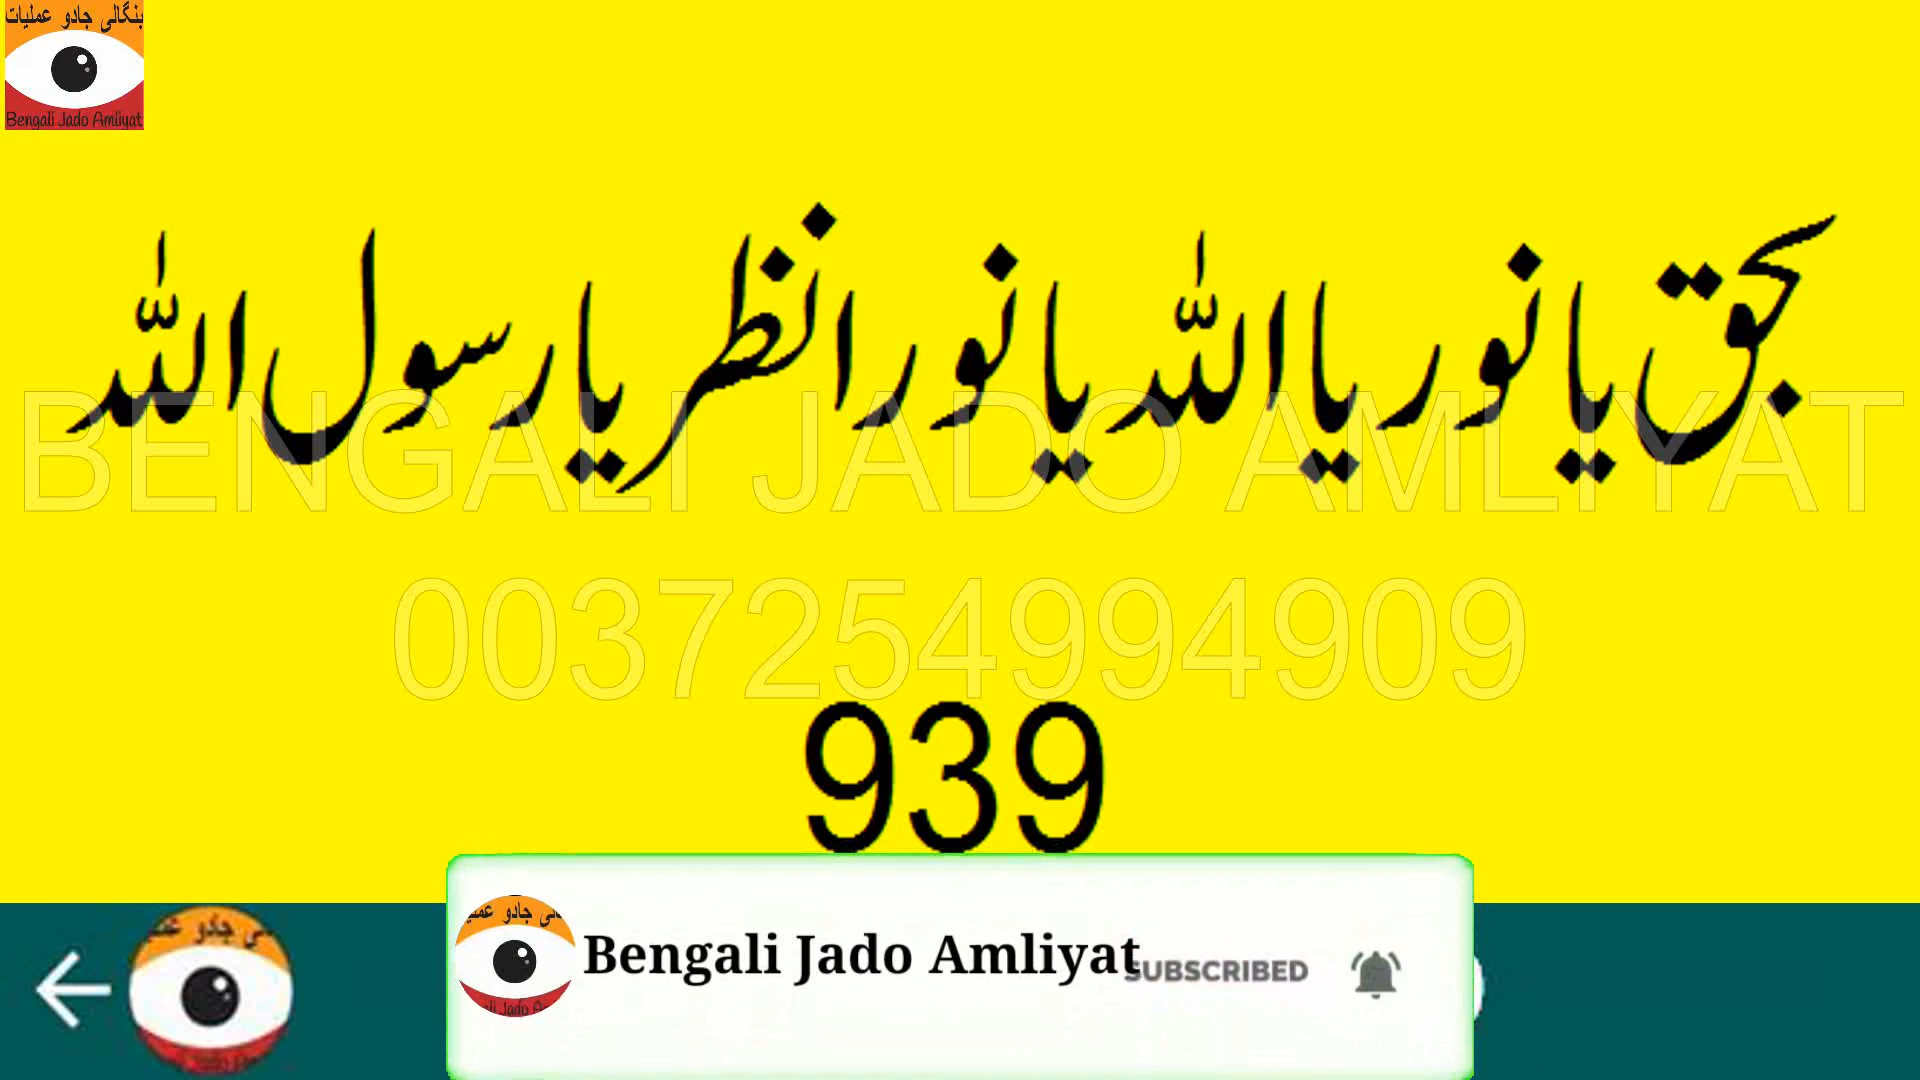 بنگالی جادو عملیات
Bengali Jado Amliyat
بحق یا نور یا اللہ یا نور انظر یا رسول اللہ
BENGALI JADO AMLIYAT
0037254994909
939
Bengali Jado Amliyat
SUBSCRIBED